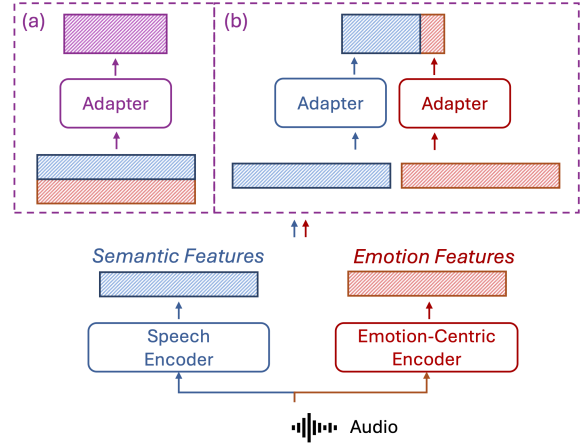 (a)
(b)
Adapter
Adapter
Adapter
Semantic Features
Emotion Features
Speech
Encoder
Emotion-Centric
Encoder
Audio